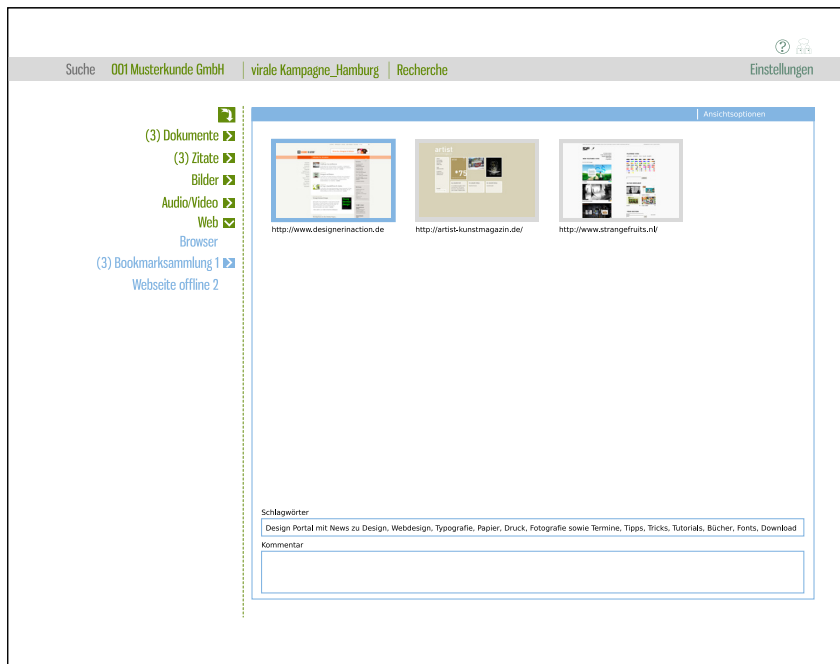 ?
Suche 001 Musterkunde GmbH virale Kampagne_Hamburg Recherche Einstellungen
(3) Dokumente
(3) Zitate
Bilder
Audio/Video
Web
Browser
(3) Bookmarksammlung 1
Webseite offline 2
Ansichtsoptionen
artist
*75
SP
http://www.designerinaction.de http://artist-kunstmagazin.de/ http://www.strangefruits.nl/
Schlagwörter
Design Portal mit News zu Design, Webdesign, Typografie, Papier, Druck, Fotografie sowie Termine, Tipps, Tricks, Tutorials, Bücher, Fonts, Download
Kommentar